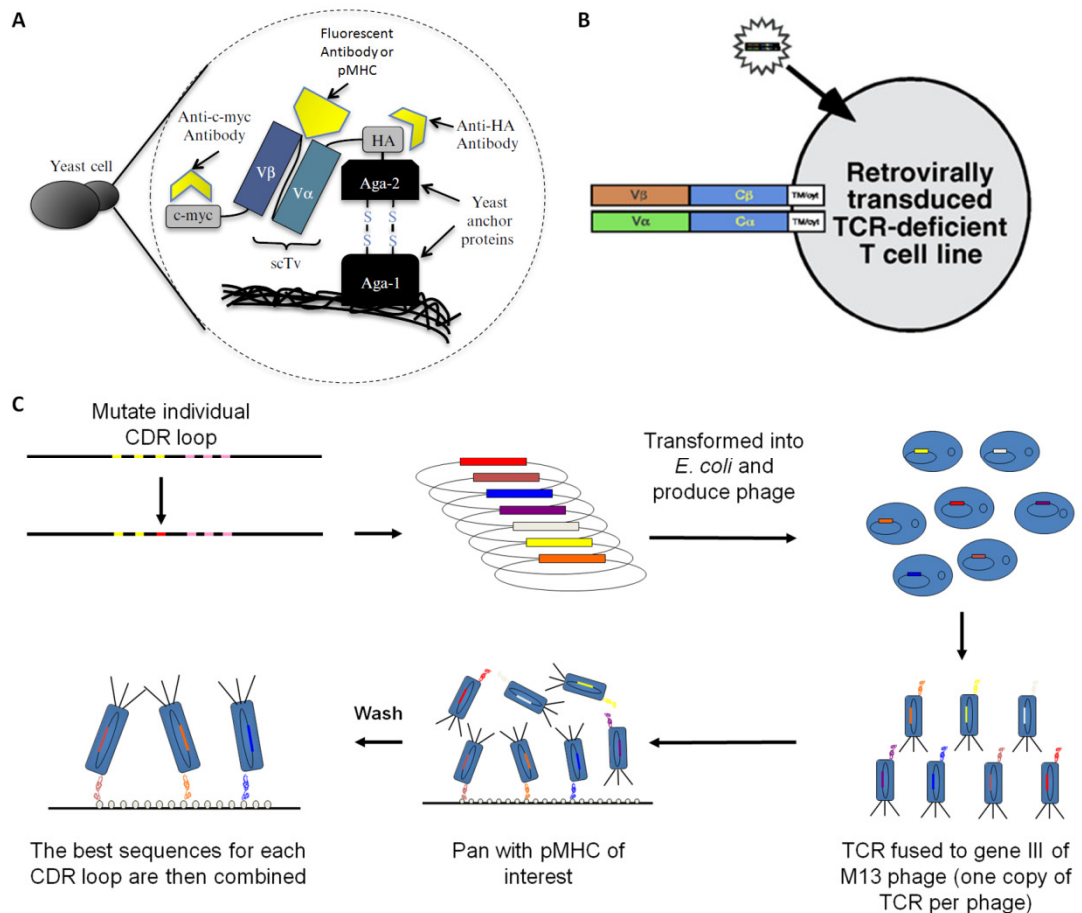 A
Fluorescent
Antibody or
pMHC
Anti-c-myc
Antibody
Anti-HA
Antibody
Yeast cell
HA
Vβ
Vα
Aga-2
c-myc
S S
Yeast
anchor
proteins
S S
scTv
Aga-1
B
Vβ Cβ TM/cyt
Vα Cα TM/cyt
Retrovirally
transduced
TCR-deficient
T cell line
C
Mutate individual
CDR loop
Transformed into
E. coli and
produce phage
Wash
The best sequences for each
CDR loop are then combined
Pan with pMHC of
interest
TCR fused to gene III of
M13 phage (one copy of
TCR per phage)